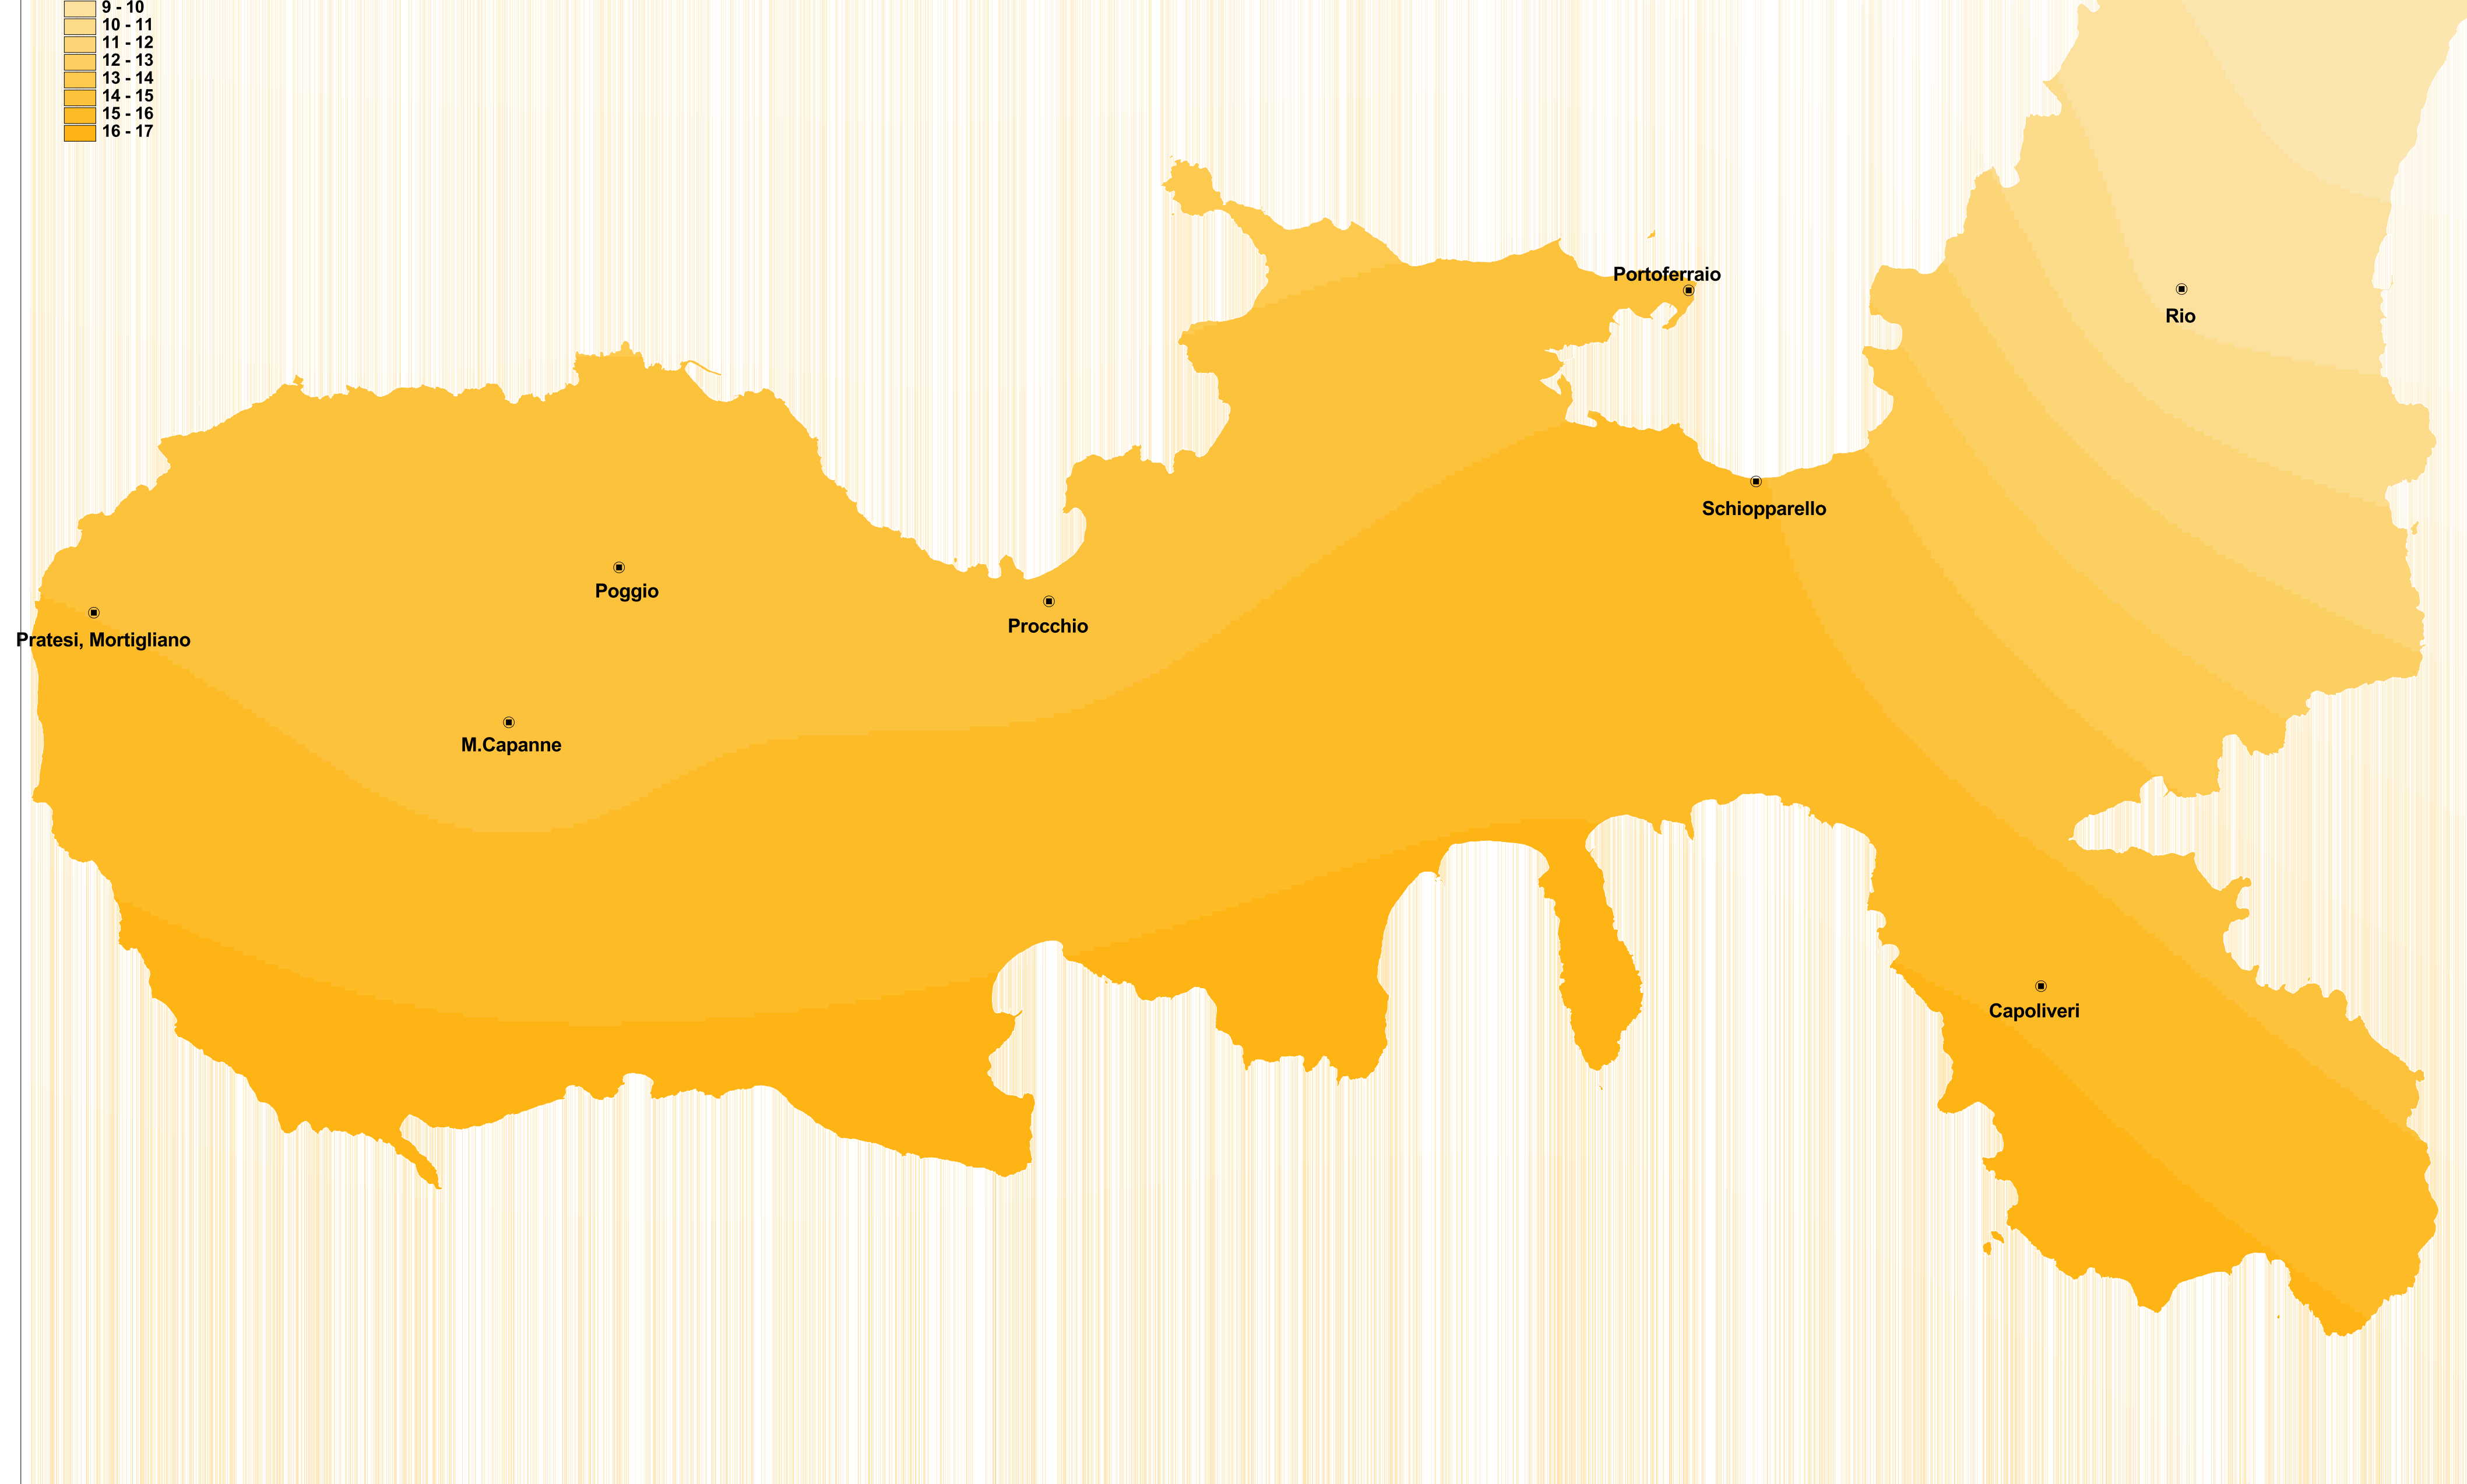 9 - 10
10 - 11
11 - 12
12 - 13
13 - 14
14 - 15
15 - 16
16 - 17
Portoferraio
Rio
Schiopparello
Poggio
Procchio
Pratesi, Mortigliano
M.Capanne
Capoliveri